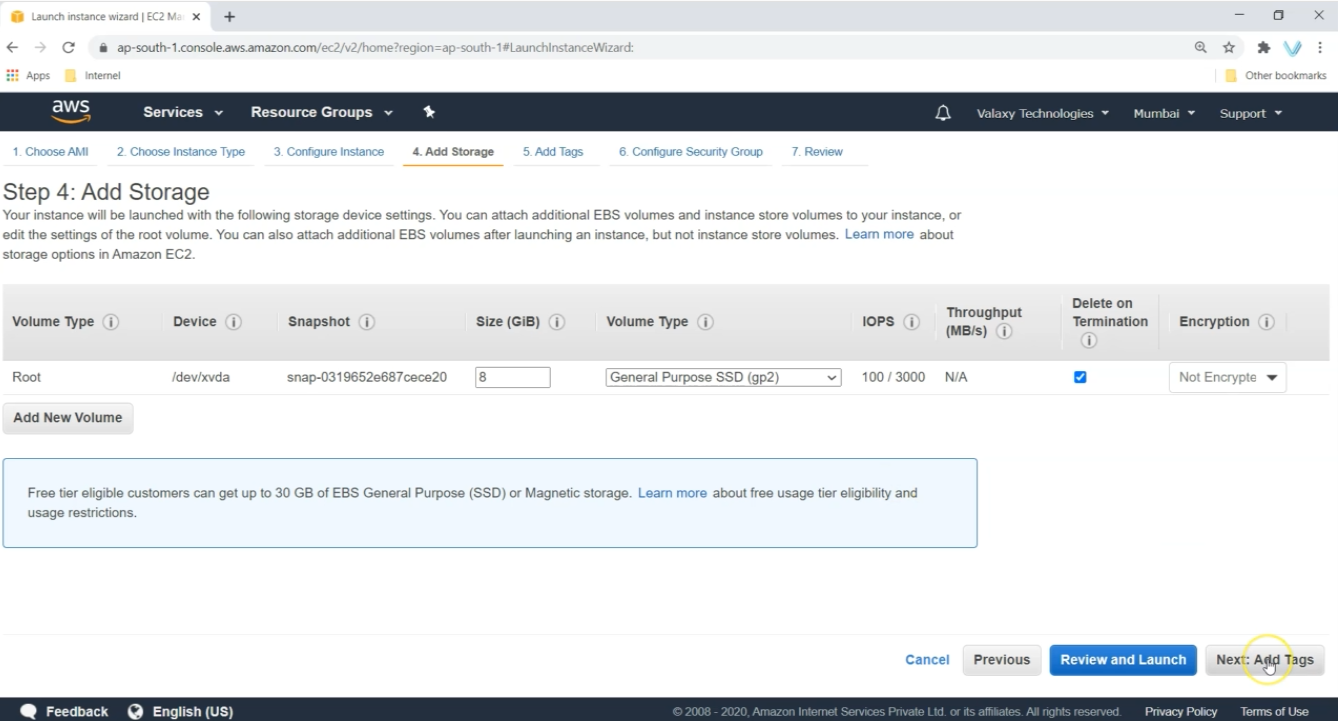 Launch instance wizard | EC2 Ma
ap-south-1.console.aws.amazon.com/ec2/v2/home?region=ap-south-1#LaunchInstanceWizard:
Apps Internet Other bookmarks
aws Services Resource Groups Valaxy Technologies Mumbai Support
1. Choose AMI 2. Choose Instance Type 3. Configure Instance 4. Add Storage 5. Add Tags 6. Configure Security Group 7. Review
Step 4: Add Storage
Your instance will be launched with the following storage device settings. You can attach additional EBS volumes and instance store volumes to your instance, or
edit the settings of the root volume. You can also attach additional EBS volumes after launching an instance, but not instance store volumes. Learn more about
storage options in Amazon EC2.
Volume Type i Device i Snapshot i Size (GiB) i Volume Type i IOPS i Throughput (MB/s) i Delete on Termination i Encryption i
Root /dev/xvda snap-0319652e687cece20 8 General Purpose SSD (gp2) 100 / 3000 N/A Not Encrypte
Add New Volume
Free tier eligible customers can get up to 30 GB of EBS General Purpose (SSD) or Magnetic storage. Learn more about free usage tier eligibility and
usage restrictions.
Cancel Previous Review and Launch Next: Add Tags
Feedback English (US) © 2008 - 2020, Amazon Internet Services Private Ltd. or its affiliates. All rights reserved. Privacy Policy Terms of Use